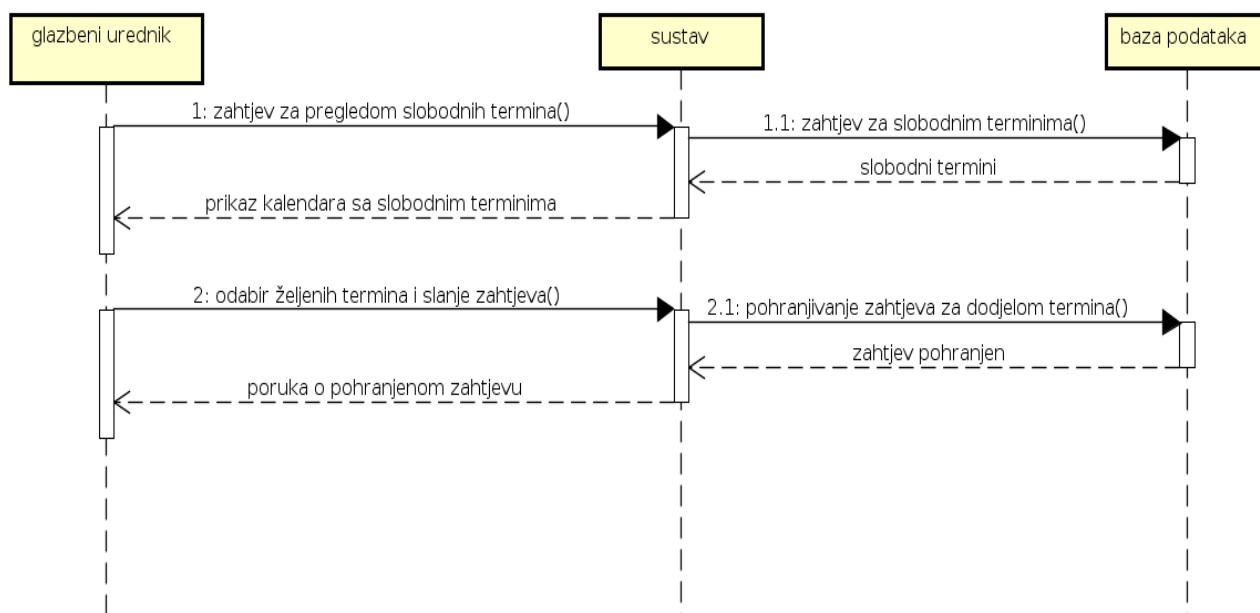 glazbeni urednik
sustav
baza podataka
1: zahtjev za pregledom slobodnih termina()
1.1: zahtjev za slobodnim terminima()
slobodni termini
prikaz kalendara sa slobodnim terminima
2: odabir željenih termina i slanje zahtjeva()
2.1: pohranjivanje zahtjeva za dodjelom termina()
zahtjev pohranjen
poruka o pohranjenom zahtjevu